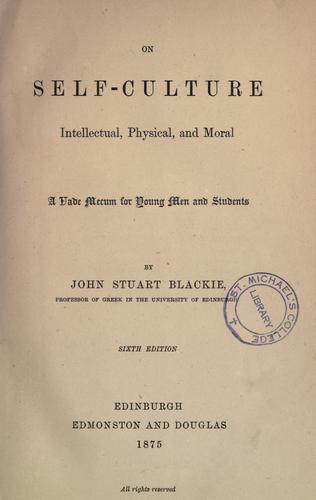 ON
SELF-CULTURE
Intellectual, Physical, and Moral
A Vade Mecum for Young Men and Students
BY
JOHN STUART BLACKIE,
PROFESSOR OF GREEK IN THE UNIVERSITY OF EDINBURGH
ST. MICHAEL'S
COLLEGE
LIBRARY
SIXTH EDITION
EDINBURGH
EDMONSTON AND DOUGLAS
1875
All rights reserved